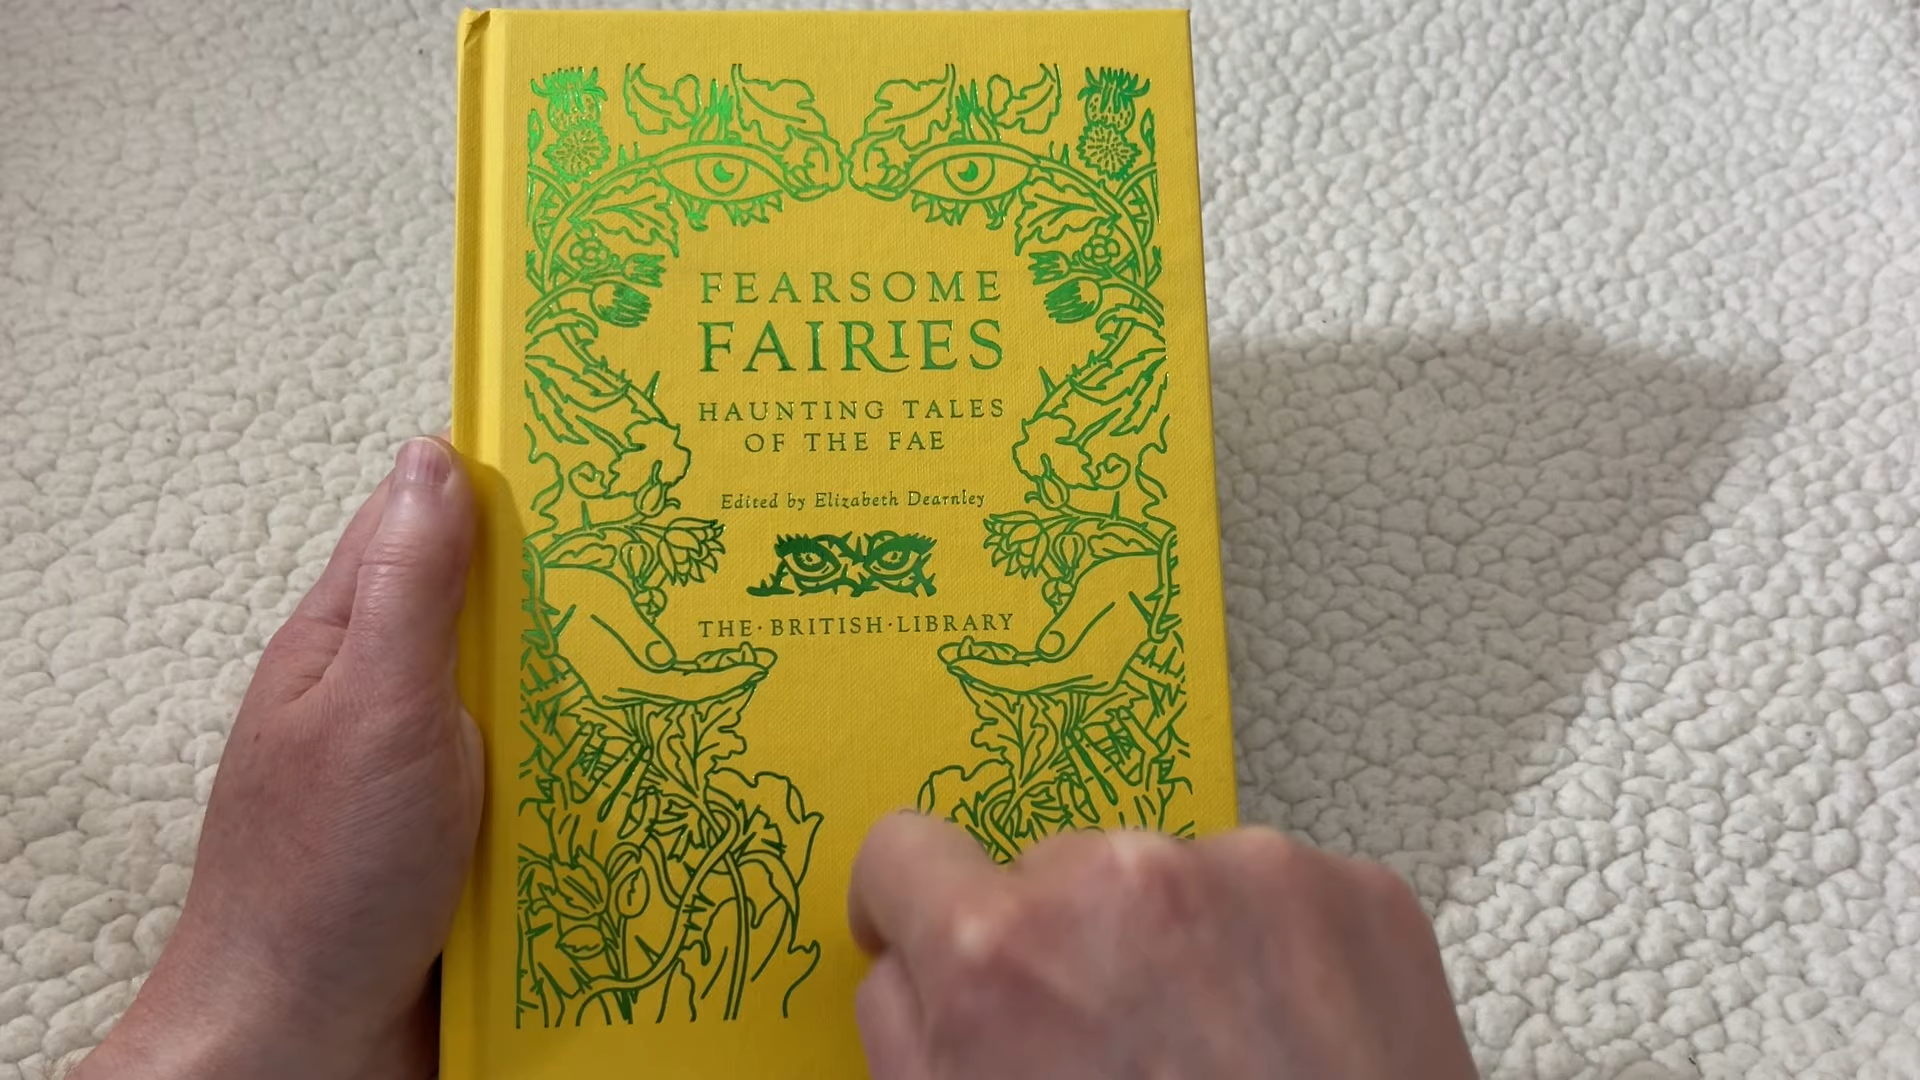 FEARSOME
FAIRIES
HAUNTING TALES
OF THE FAE
Edited by Elizabeth Dearnley
THE·BRITISH·LIBRARY